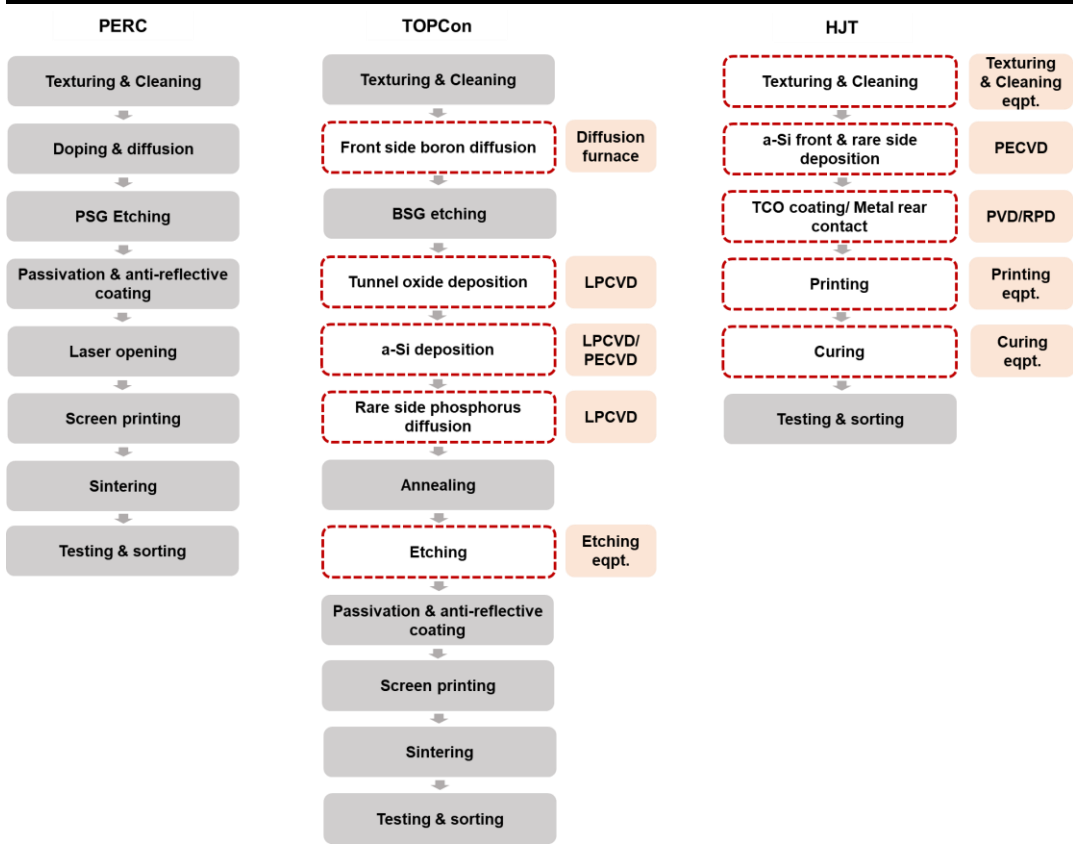 PERC
Texturing & Cleaning
Doping & diffusion
PSG Etching
Passivation & anti-reflective
coating
Laser opening
Screen printing
Sintering
Testing & sorting
TOPCon
Texturing & Cleaning
Front side boron diffusion
Diffusion
furnace
BSG etching
Tunnel oxide deposition
LPCVD
a-Si deposition
LPCVD/
PECVD
Rare side phosphorus
diffusion
LPCVD
Annealing
Etching
Etching
eqpt.
Passivation & anti-reflective
coating
Screen printing
Sintering
Testing & sorting
HJT
Texturing & Cleaning
Texturing
& Cleaning
eqpt.
a-Si front & rare side
deposition
PECVD
TCO coating/ Metal rear
contact
PVD/RPD
Printing
Printing
eqpt.
Curing
Curing
eqpt.
Testing & sorting